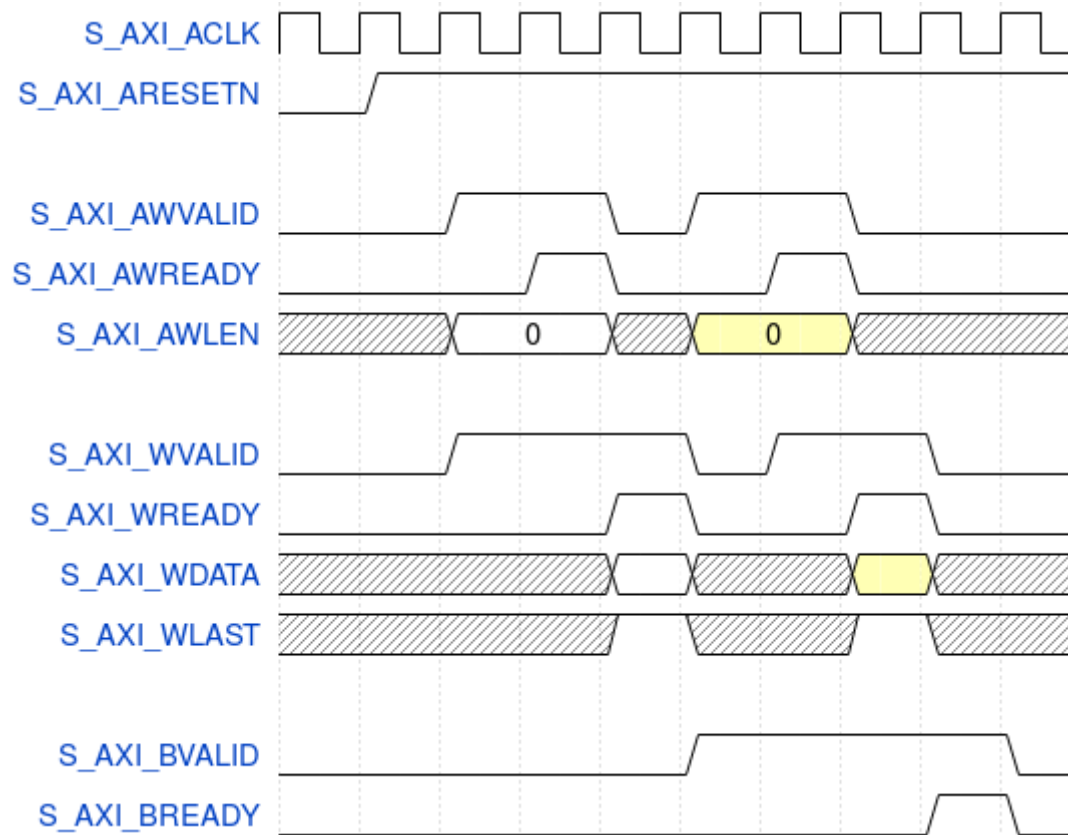 S_AXI_ACLK
S_AXI_ARESETN
S_AXI_AWVALID
S_AXI_AWREADY
S_AXI_AWLEN 0 0
S_AXI_WVALID
S_AXI_WREADY
S_AXI_WDATA
S_AXI_WLAST
S_AXI_BVALID
S_AXI_BREADY